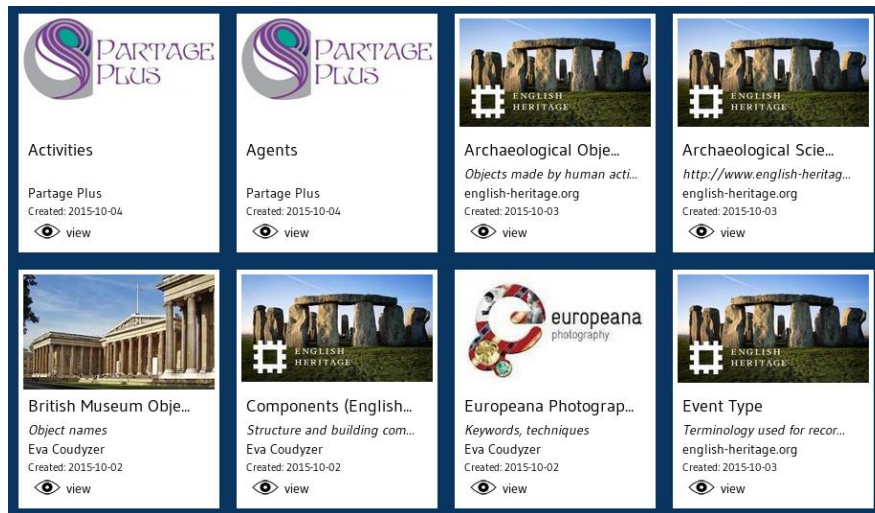 PARTAGE
PLUS
Activities
Partage Plus
Created: 2015-10-04
view
PARTAGE
PLUS
Agents
Partage Plus
Created: 2015-10-04
view
ENGLISH
HERITAGE
Archaeological Obje...
Objects made by human acti...
english-heritage.org
Created: 2015-10-03
view
ENGLISH
HERITAGE
Archaeological Scie...
http://www.english-heritag...
english-heritage.org
Created: 2015-10-03
view
British Museum Obje...
Object names
Eva Coudyzer
Created: 2015-10-02
view
ENGLISH
HERITAGE
Components (English...
Structure and building com...
Eva Coudyzer
Created: 2015-10-02
view
europeana
photography
Europeana Photograp...
Keywords, techniques
Eva Coudyzer
Created: 2015-10-02
view
ENGLISH
HERITAGE
Event Type
Terminology used for recor...
english-heritage.org
Created: 2015-10-03
view